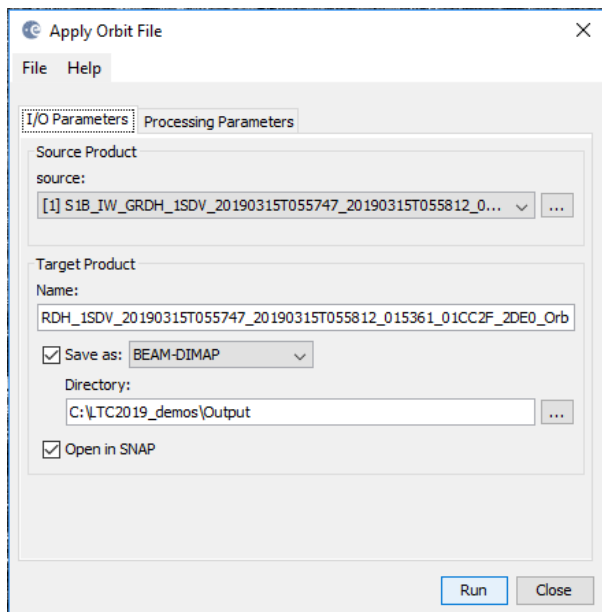 Apply Orbit File
File Help
I/O Parameters Processing Parameters
Source Product
source:
[1] S1B_IW_GRDH_1SDV_20190315T055747_20190315T055812_0... ...
Target Product
Name:
RDH_1SDV_20190315T055747_20190315T055812_015361_01CC2F_2DE0_Orb
Save as: BEAM-DIMAP
Directory:
C:\LTC2019_demos\Output ...
Open in SNAP
Run Close